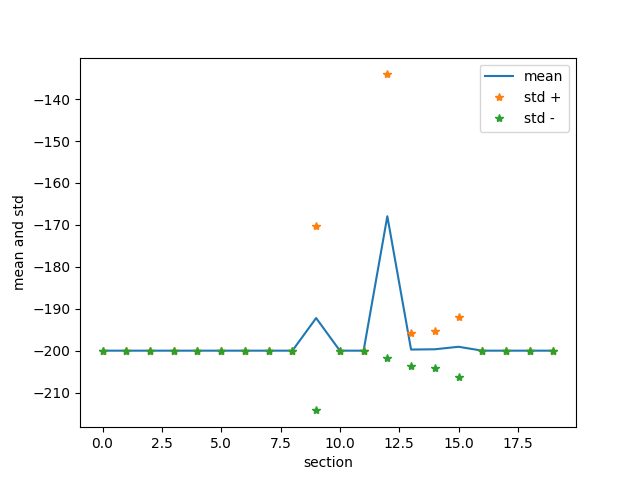 mean
std +
std -
−140
−150
−160
−170
−180
−190
−200
−210
mean and std
0.0 2.5 5.0 7.5 10.0 12.5 15.0 17.5
section